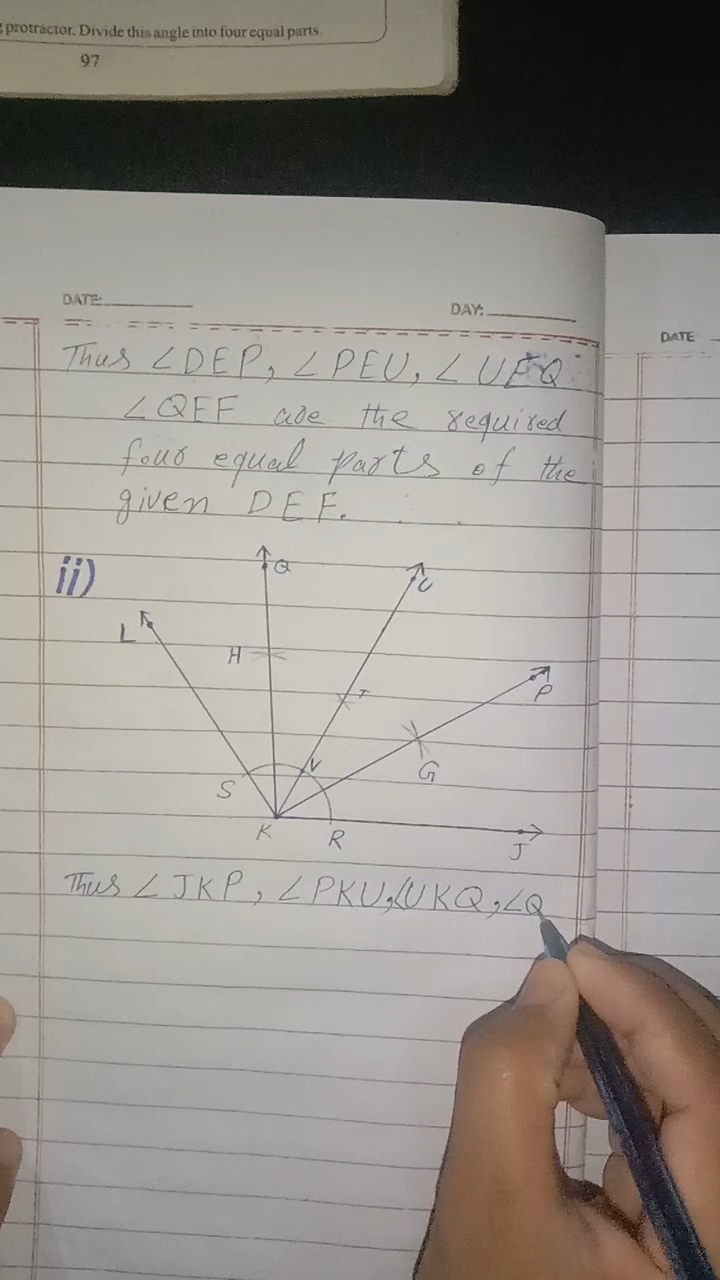 protractor. Divide this angle into four equal parts.
97
DATE:
DAY:
DATE
Thus ∠DEP, ∠PEU, ∠UEQ
∠QEF are the required
four equal parts of the
given DEF.
ii)
Q
U
L
H
T
P
G
S
V
K
R
J
Thus ∠JKP, ∠PKU, ∠UKQ, ∠Q